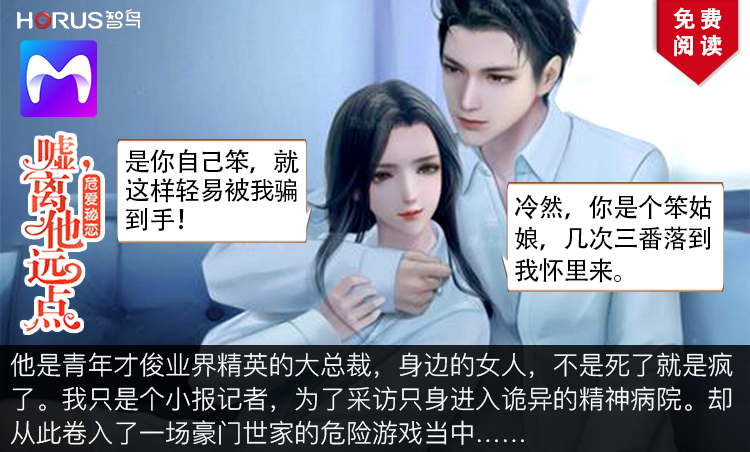 HORUS智鸟
免费
阅读
嘘，离他远点
危爱秘恋
是你自己笨，就
这样轻易被我骗
到手！
冷然，你是个笨姑
娘，几次三番落到
我怀里来。
他是青年才俊业界精英的大总裁，身边的女人，不是死了就是疯
了。我只是个小报记者，为了采访只身进入诡异的精神病院。却
从此卷入了一场豪门世家的危险游戏当中……